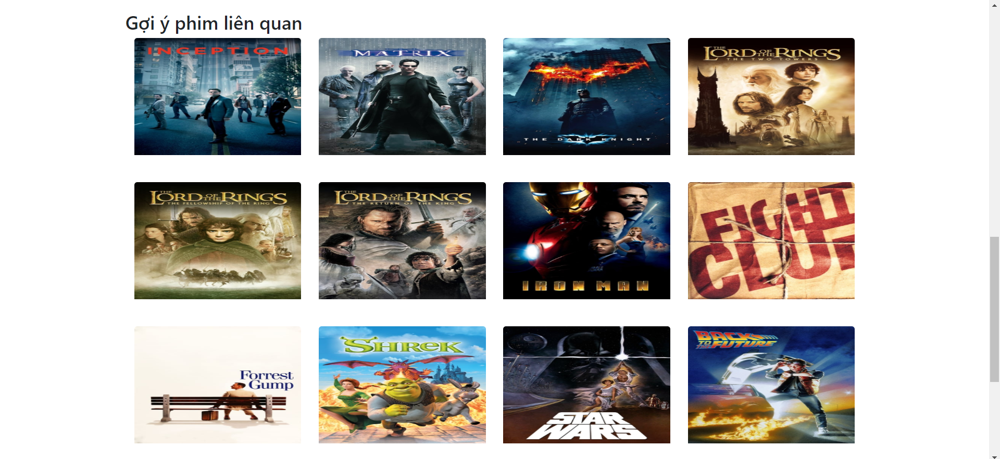 Gợi ý phim liên quan
INCEPTION
MATRIX
THE DARK KNIGHT
THE LORD OF THE RINGS
THE TWO TOWERS
THE LORD OF THE RINGS
THE FELLOWSHIP OF THE RING
THE LORD OF THE RINGS
THE RETURN OF THE KING
IRON MAN
FIGHT
CLU
Forrest
Gump
SHREK
STAR
WARS
BACK
TO THE FUTURE